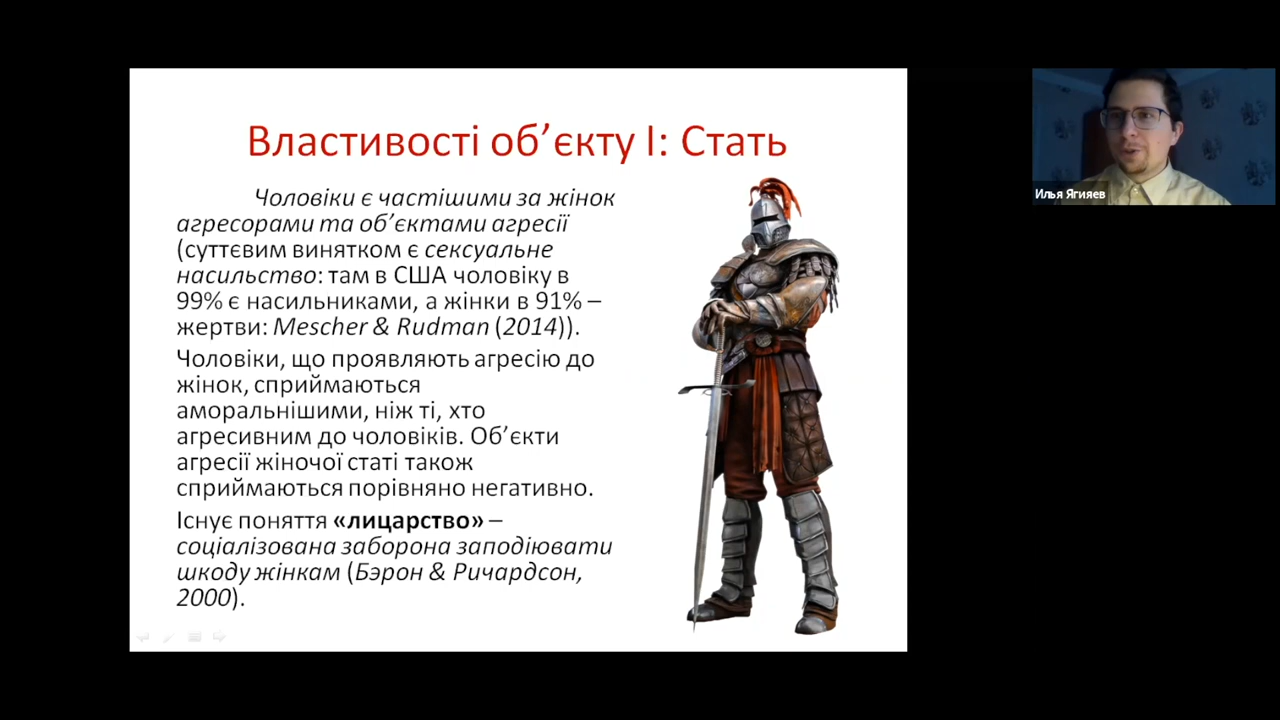 Властивості об’єкту І: Стать
Чоловіки є частішими за жінок
агресорами та об’єктами агресії
(суттєвим винятком є сексуальне
насильство: там в США чоловіку в
99% є насильниками, а жінки в 91% –
жертви: Mescher & Rudman (2014)).
Чоловіки, що проявляють агресію до
жінок, сприймаються
аморальнішими, ніж ті, хто
агресивним до чоловіків. Об’єкти
агресії жіночої статі також
сприймаються порівняно негативно.
Існує поняття «лицарство» –
соціалізована заборона заподіювати
шкоду жінкам (Бэрон & Ричардсон,
2000).
Илья Ягияев